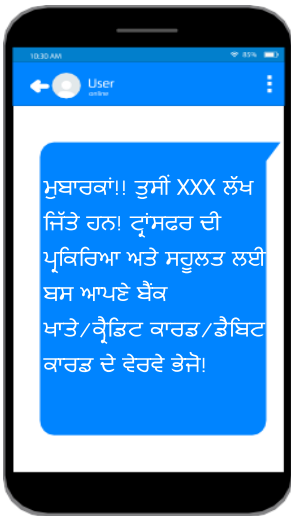 10:30 AM
83%
User
online
ਮੁਬਾਰਕਾਂ!! ਤੁਸੀਂ XXX ਲੱਖ
ਜਿੱਤੇ ਹਨ! ਟ੍ਰਾਂਸਫਰ ਦੀ
ਪ੍ਰਕਿਰਿਆ ਅਤੇ ਸਹੂਲਤ ਲਈ
ਬਸ ਆਪਣੇ ਬੈਂਕ
ਖਾਤੇ/ਕ੍ਰੈਡਿਟ ਕਾਰਡ/ਡੈਬਿਟ
ਕਾਰਡ ਦੇ ਵੇਰਵੇ ਭੇਜੋ!